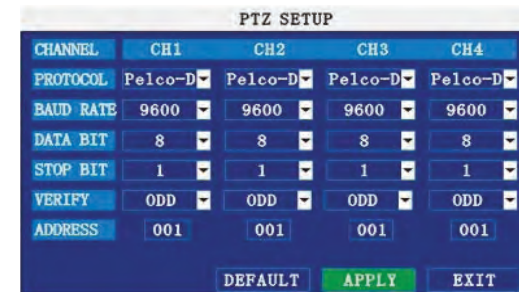 PTZ SETUP
CHANNEL CH1 CH2 CH3 CH4
PROTOCOL Pelco-D Pelco-D Pelco-D Pelco-D
BAUD RATE 9600 9600 9600 9600
DATA BIT 8 8 8 8
STOP BIT 1 1 1 1
VERIFY ODD ODD ODD ODD
ADDRESS 001 001 001 001
DEFAULT APPLY EXIT